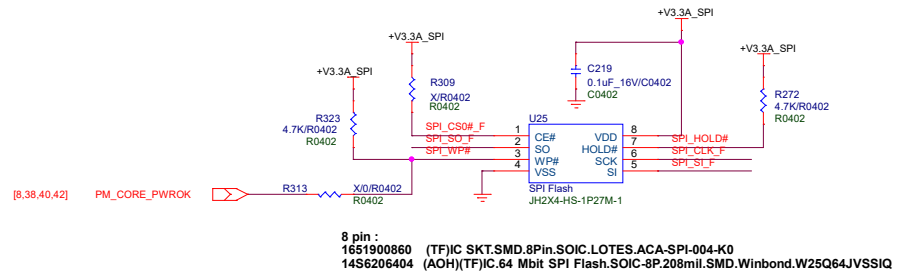 +V3.3A_SPI
+V3.3A_SPI
+V3.3A_SPI
+V3.3A_SPI
R309
X/R0402
R0402
C219
0.1uF_16V/C0402
C0402
R272
4.7K/R0402
R0402
R323
4.7K/R0402
R0402
U25
SPI_CS0#_F 1 CE# VDD 8
SPI_SO_F 2 SO HOLD# 7 SPI_HOLD#
SPI_WP# 3 WP# SCK 6 SPI_CLK_F
4 VSS SI 5 SPI_SI_F
SPI Flash
JH2X4-HS-1P27M-1
[8,38,40,42] PM_CORE_PWROK R313 X/0/R0402
R0402
8 pin :
1651900860 (TF)IC SKT.SMD.8Pin.SOIC.LOTES.ACA-SPI-004-K0
14S6206404 (AOH)(TF)IC.64 Mbit SPI Flash.SOIC-8P.208mil.SMD.Winbond.W25Q64JVSSIQ